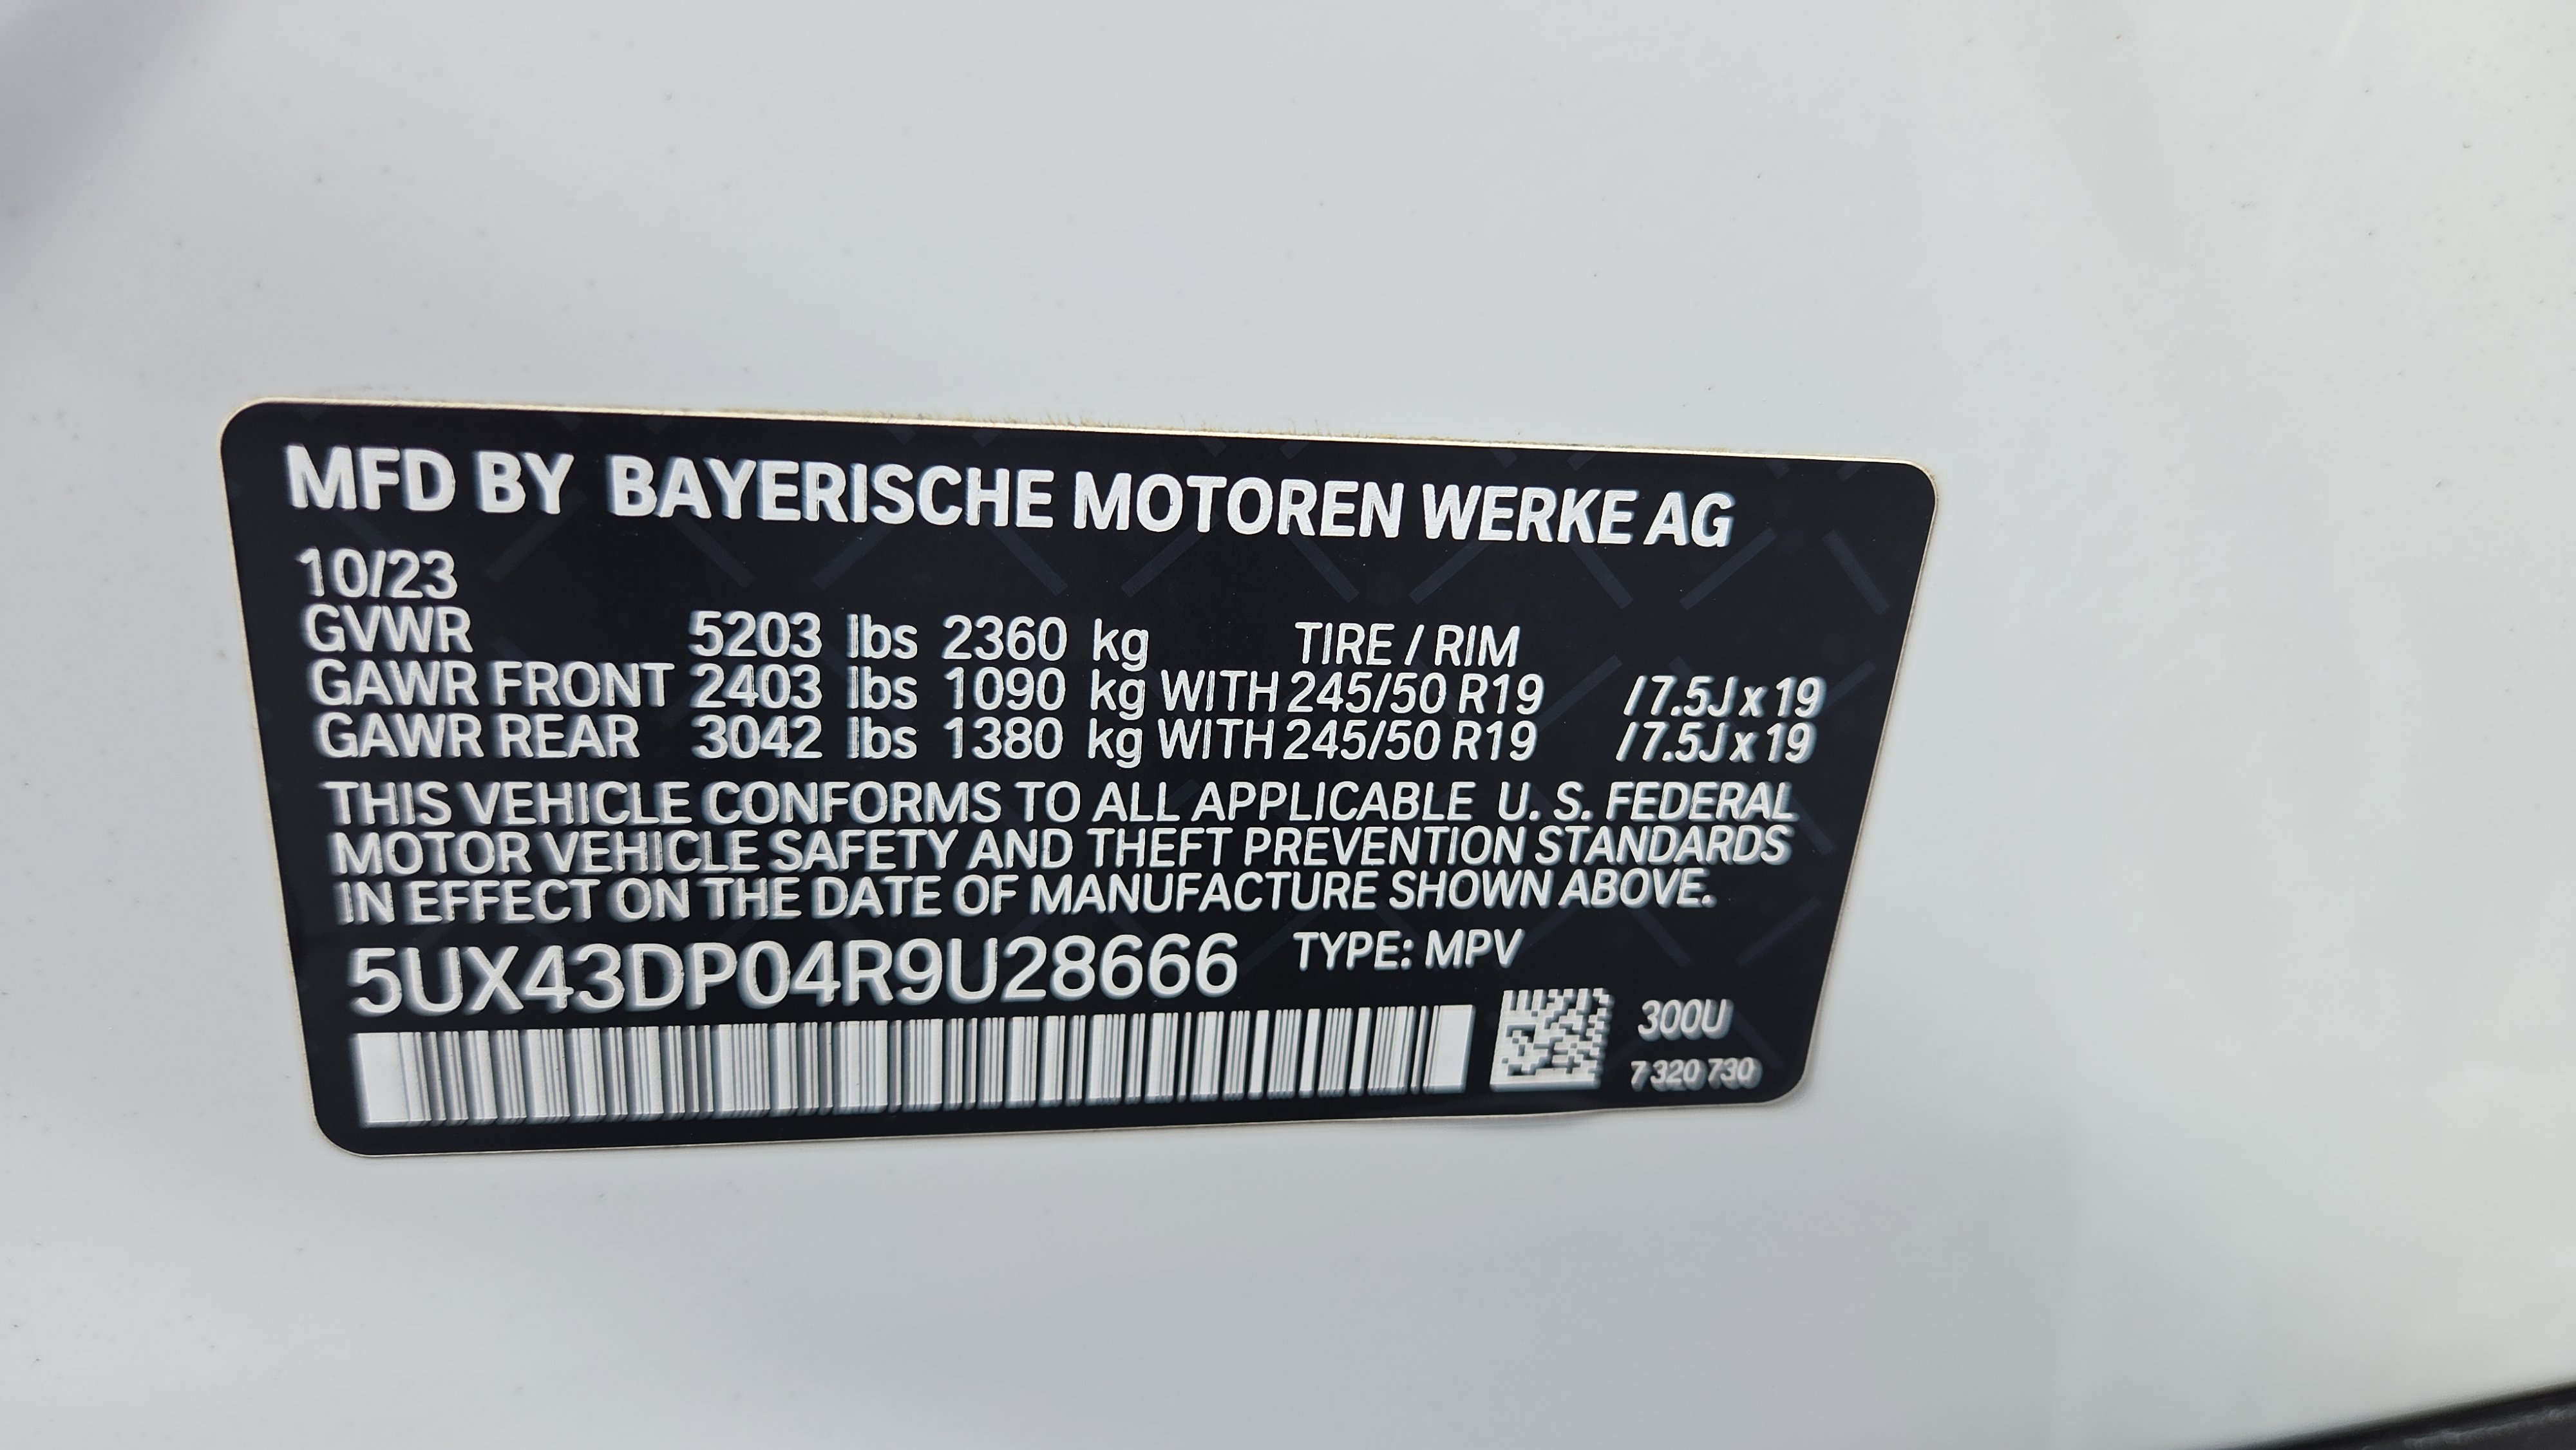 MFD BY BAYERISCHE MOTOREN WERKE AG
10/23
GVWR 5203 lbs 2360 kg TIRE / RIM
GAWR FRONT 2403 lbs 1090 kg WITH 245/50 R19 /7.5J x 19
GAWR REAR 3042 lbs 1380 kg WITH 245/50 R19 /7.5J x 19
THIS VEHICLE CONFORMS TO ALL APPLICABLE U. S. FEDERAL
MOTOR VEHICLE SAFETY AND THEFT PREVENTION STANDARDS
IN EFFECT ON THE DATE OF MANUFACTURE SHOWN ABOVE.
5UX43DP04R9U28666 TYPE: MPV
300U
7 320 730